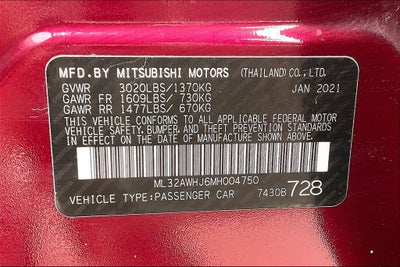 MFD.BY MITSUBISHI MOTORS (THAILAND) CO.,LTD.
GVWR 3020LBS/1370KG JAN 2021
GAWR FR 1609LBS/ 730KG
GAWR RR 1477LBS/ 670KG
THIS VEHICLE CONFORMS TO ALL APPLICABLE FEDERAL
MOTOR VEHICLE SAFETY, BUMPER, AND THEFT PREVENTION
STANDARDS IN EFFECT ON THE DATE OF MANUFACTURE
SHOWN ABOVE.
ML32AWHJ6MH004750
VEHICLE TYPE:PASSENGER CAR 7430B 728